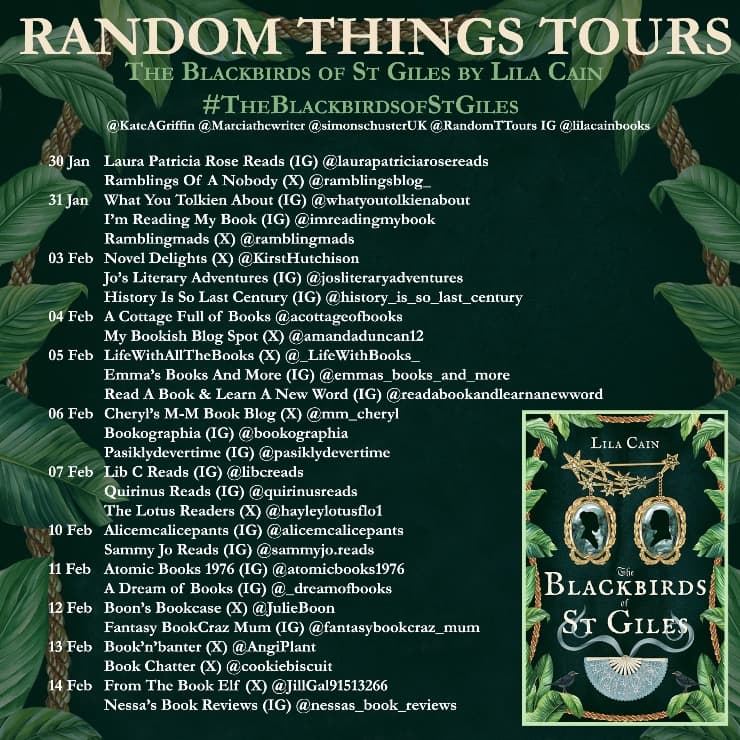 RANDOM THINGS TOURS
THE BLACKBIRDS OF ST GILES BY LILA CAIN
#THEBLACKBIRDSOFSTGILES
@KateAGriffin @Marciathewriter @simonschusterUK @RandomTTours IG @lilacainbooks
30 Jan Laura Patricia Rose Reads (IG) @laurapatriciarosereads
Ramblings Of A Nobody (X) @ramblingsblog_
31 Jan What You Tolkien About (IG) @whatyoutolkienabout
I'm Reading My Book (IG) @imreadingmybook
Ramblingmads (X) @ramblingmads
03 Feb Novel Delights (X) @KirstHutchison
Jo's Literary Adventures (IG) @josliteraryadventures
History Is So Last Century (IG) @history_is_so_last_century
04 Feb A Cottage Full of Books @acottageofbooks
My Bookish Blog Spot (X) @amandaduncan12
05 Feb LifeWithAllTheBooks (X) @_LifeWithBooks_
Emma's Books And More (IG) @emmas_books_and_more
Read A Book & Learn A New Word (IG) @readabookandlearnanewword
06 Feb Cheryl's M-M Book Blog (X) @mm_cheryl
Bookographia (IG) @bookographia
Pasiklydevertime (IG) @pasiklydevertime
07 Feb Lib C Reads (IG) @libcreads
Quirinus Reads (IG) @quirinusreads
The Lotus Readers (X) @hayleylotusflo1
10 Feb Alicemcalicepants (IG) @alicemcalicepants
Sammy Jo Reads (IG) @sammyjo.reads
11 Feb Atomic Books 1976 (IG) @atomicbooks1976
A Dream of Books (IG) @_dreamofbooks
12 Feb Boon's Bookcase (X) @JulieBoon
Fantasy BookCraz Mum (IG) @fantasybookcraz_mum
13 Feb Book'n'banter (X) @AngiPlant
Book Chatter (X) @cookiebiscuit
14 Feb From The Book Elf (X) @JillGal91513266
Nessa's Book Reviews (IG) @nessas_book_reviews
LILA CAIN
The
BLACKBIRDS
of
ST GILES